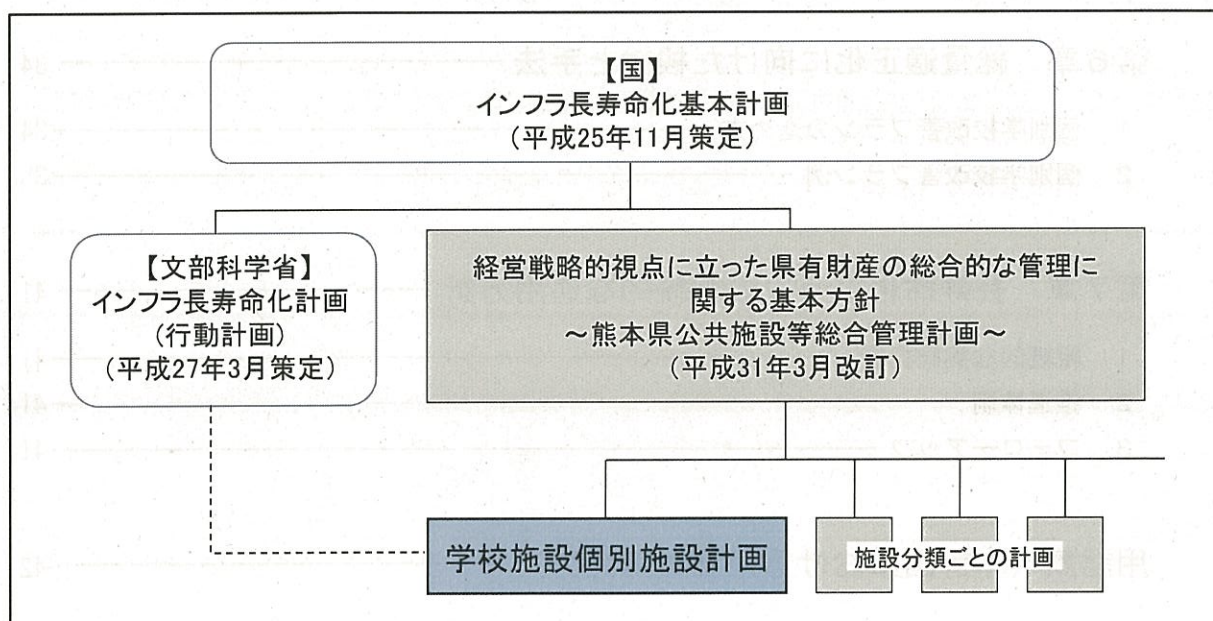 【国】
インフラ長寿命化基本計画
(平成25年11月策定)
【文部科学省】
インフラ長寿命化計画
(行動計画)
(平成27年3月策定)
経営戦略的視点に立った県有財産の総合的な管理に
関する基本方針
～熊本県公共施設等総合管理計画～
(平成31年3月改訂)
学校施設個別施設計画
施設分類ごとの計画